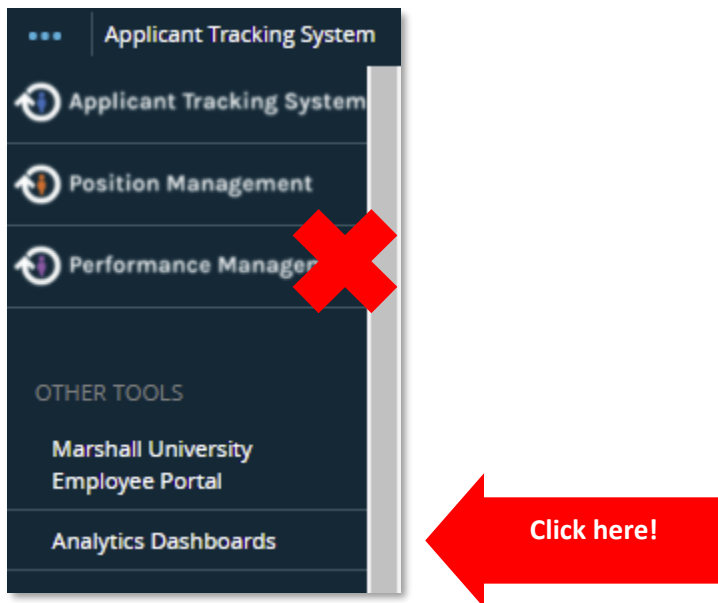 Applicant Tracking System
Applicant Tracking System
Position Management
Performance
OTHER TOOLS
Marshall University
Employee Portal
Analytics Dashboards
Click here!